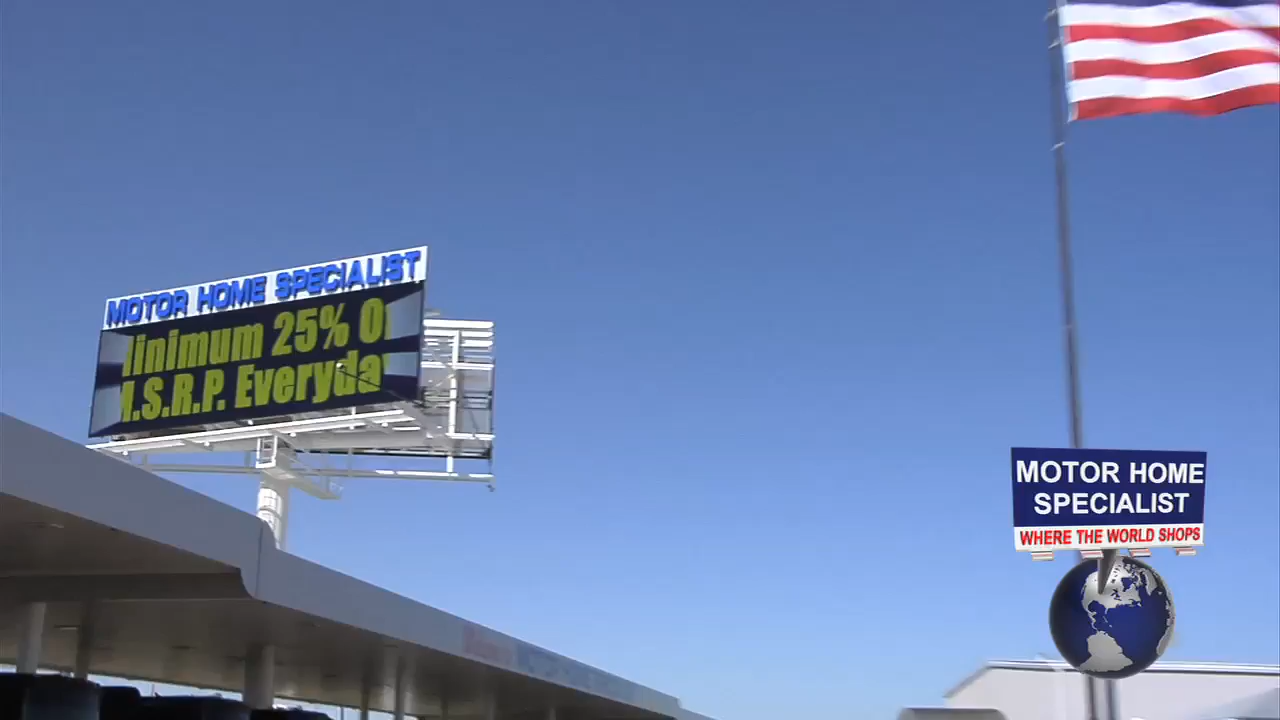 MOTOR HOME SPECIALIST
inimum 25% O
.S.R.P. Everyda
MOTOR HOME
SPECIALIST
WHERE THE WORLD SHOPS